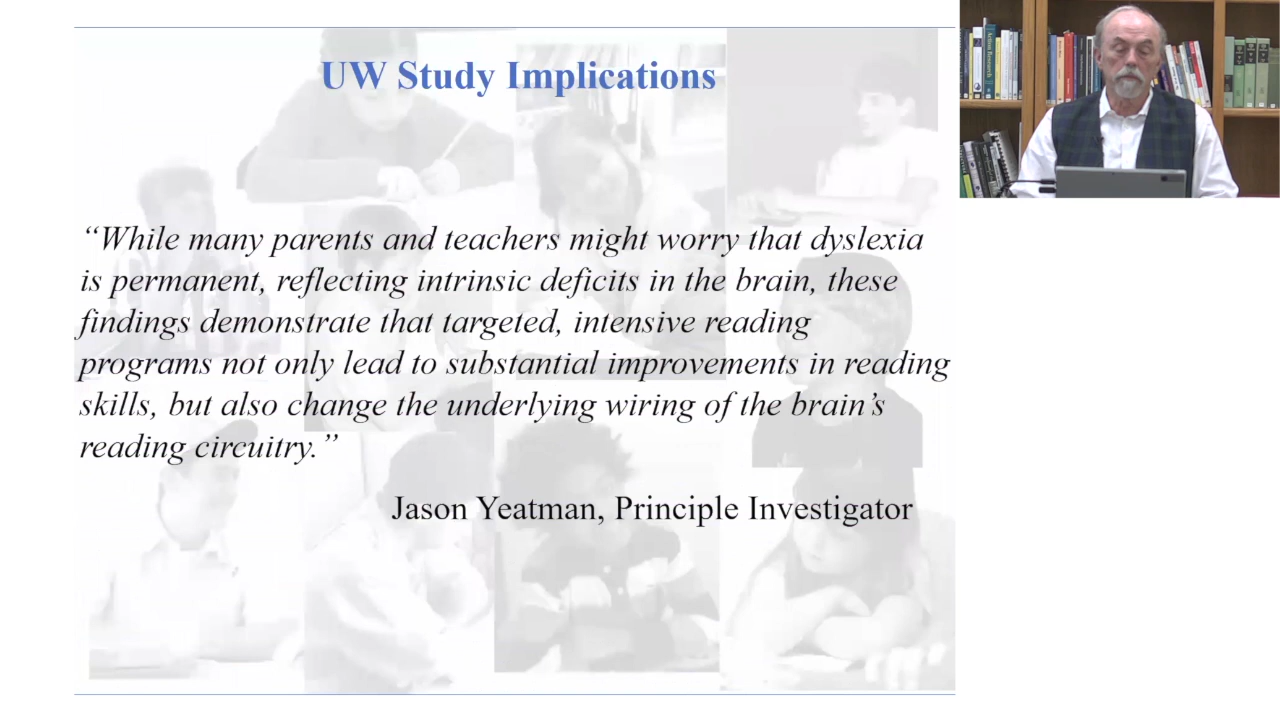 UW Study Implications
“While many parents and teachers might worry that dyslexia
is permanent, reflecting intrinsic deficits in the brain, these
findings demonstrate that targeted, intensive reading
programs not only lead to substantial improvements in reading
skills, but also change the underlying wiring of the brain’s
reading circuitry.”
Jason Yeatman, Principle Investigator